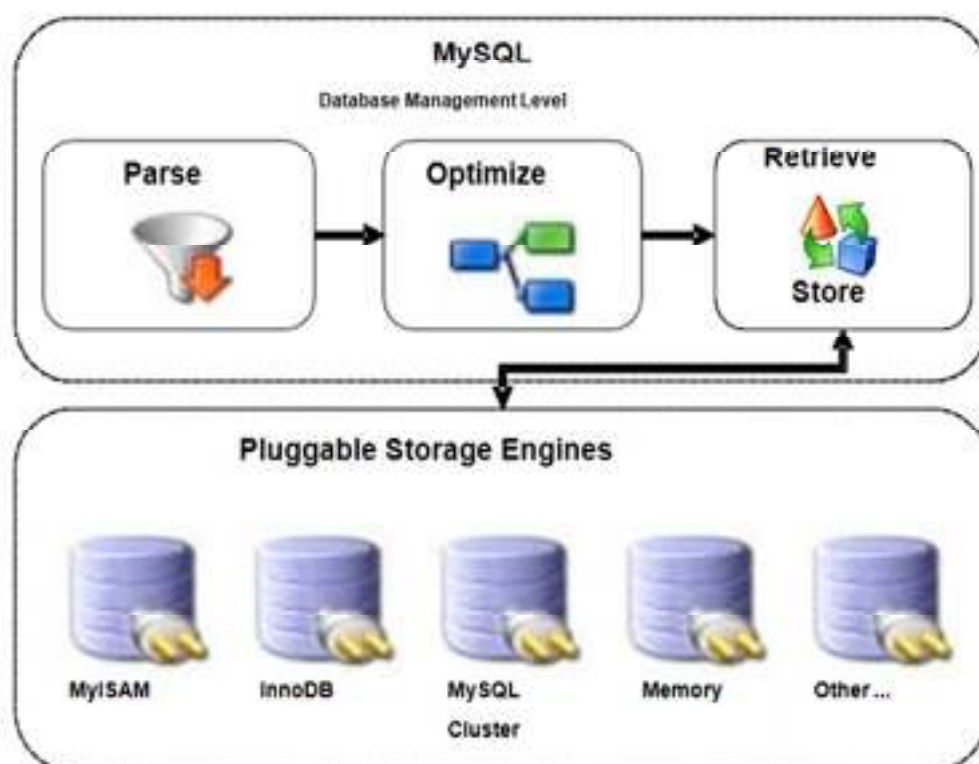 MySQL
Database Management Level
Parse
Optimize
Retrieve
Store
Pluggable Storage Engines
MyISAM
InnoDB
MySQL
Cluster
Memory
Other ...